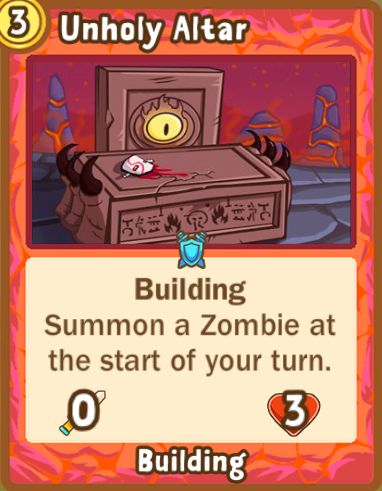 3
Unholy Altar
Building
Summon a Zombie at
the start of your turn.
0
3
Building